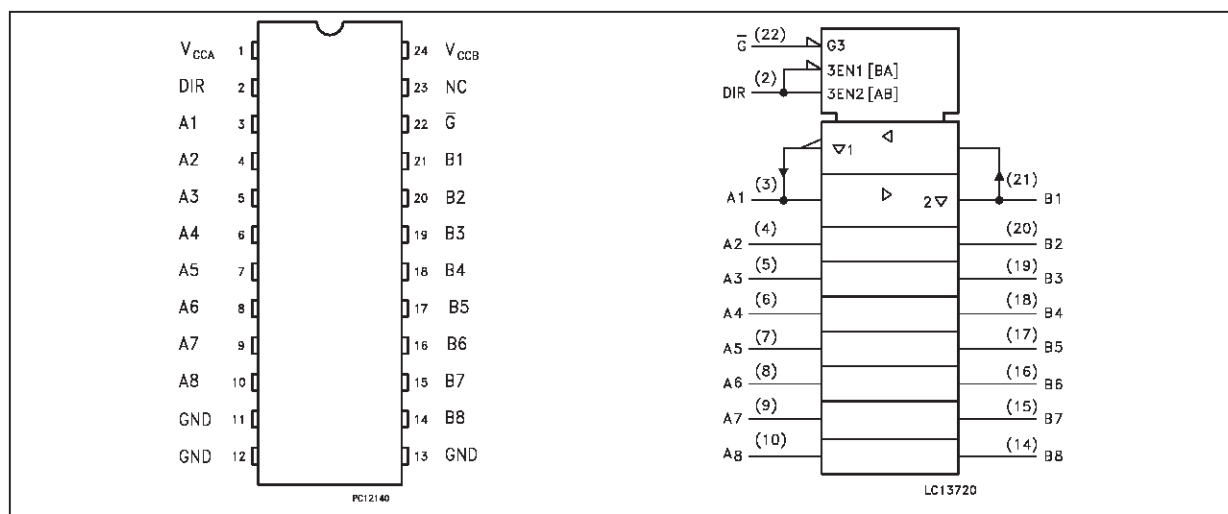 V_CCA 1 24 V_CCB
DIR 2 23 NC
A1 3 22 G̅
A2 4 21 B1
A3 5 20 B2
A4 6 19 B3
A5 7 18 B4
A6 8 17 B5
A7 9 16 B6
A8 10 15 B7
GND 11 14 B8
GND 12 13 GND
PC12140
G̅ (22) G3
3EN1 [BA]
DIR (2) 3EN2 [AB]
▽1
A1 (3) 2▽ (21) B1
A2 (4) (20) B2
A3 (5) (19) B3
A4 (6) (18) B4
A5 (7) (17) B5
A6 (8) (16) B6
A7 (9) (15) B7
A8 (10) (14) B8
LC13720